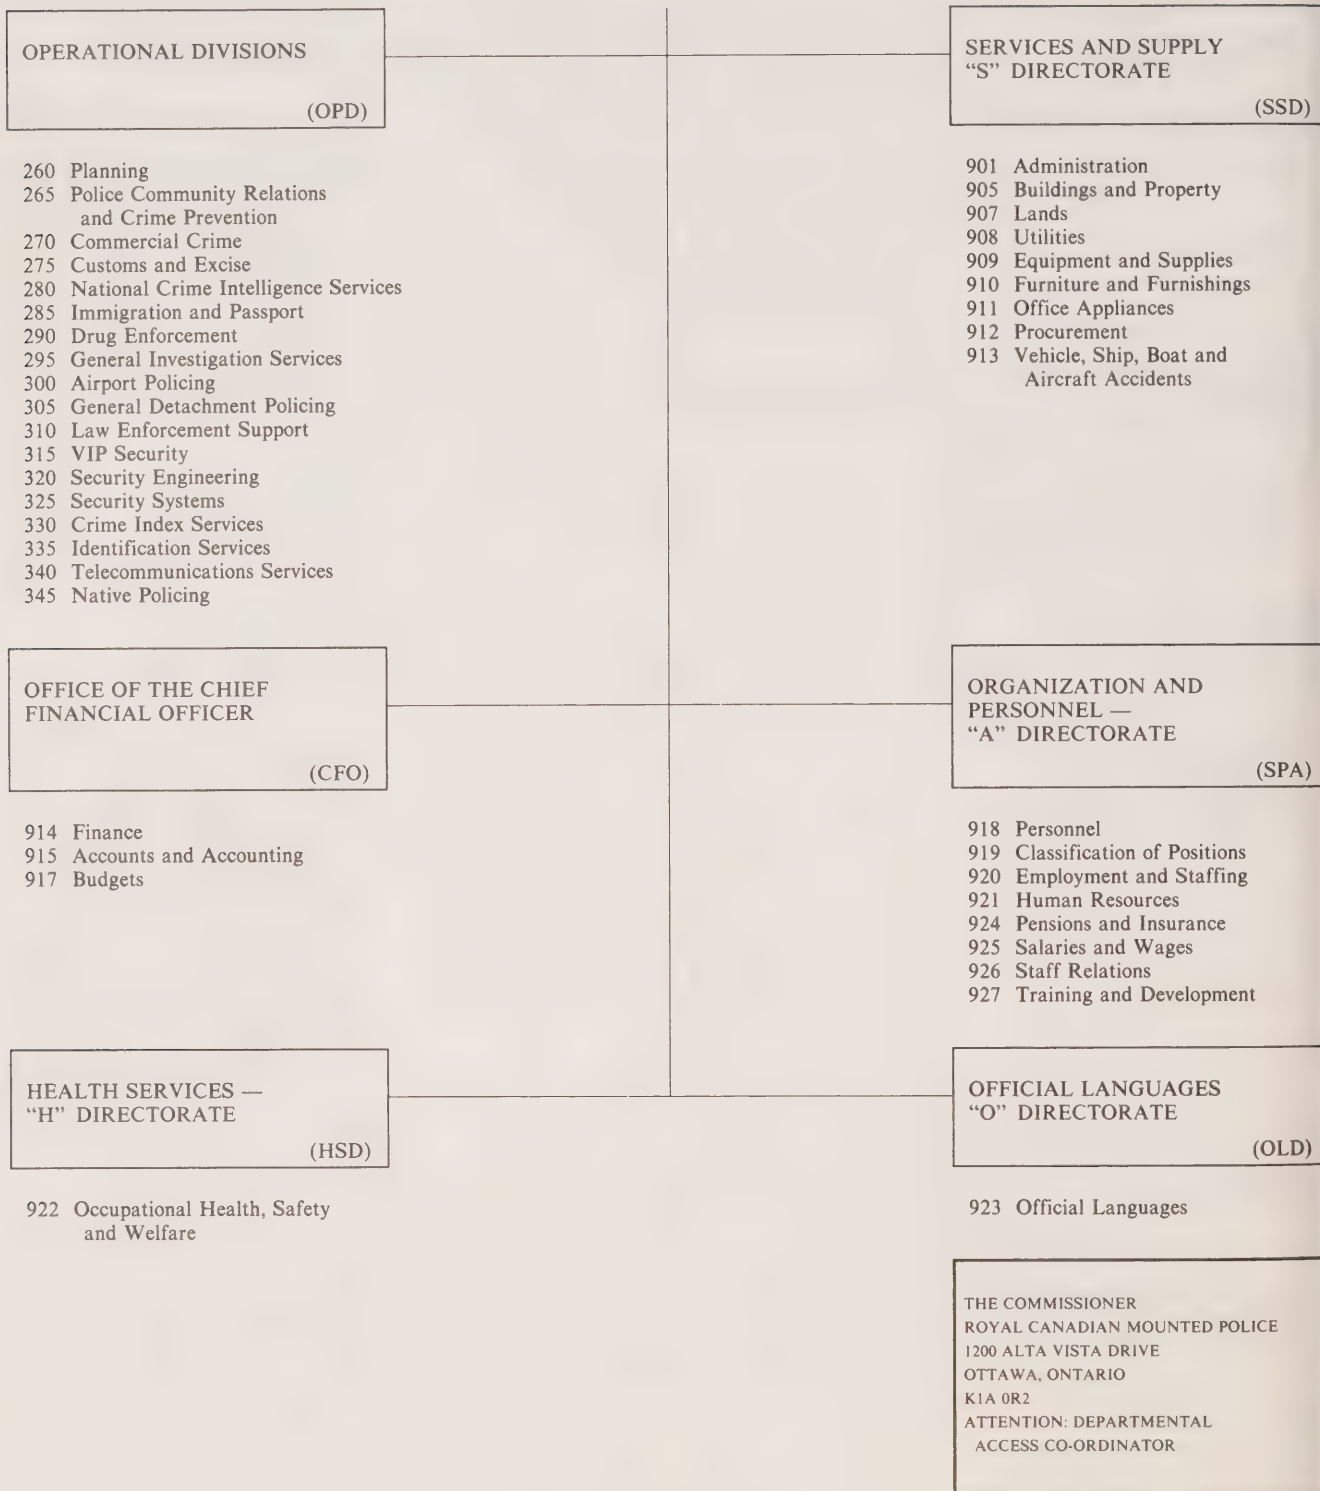 OPERATIONAL DIVISIONS
(OPD)
260 Planning
265 Police Community Relations
and Crime Prevention
270 Commercial Crime
275 Customs and Excise
280 National Crime Intelligence Services
285 Immigration and Passport
290 Drug Enforcement
295 General Investigation Services
300 Airport Policing
305 General Detachment Policing
310 Law Enforcement Support
315 VIP Security
320 Security Engineering
325 Security Systems
330 Crime Index Services
335 Identification Services
340 Telecommunications Services
345 Native Policing
SERVICES AND SUPPLY
“S” DIRECTORATE
(SSD)
901 Administration
905 Buildings and Property
907 Lands
908 Utilities
909 Equipment and Supplies
910 Furniture and Furnishings
911 Office Appliances
912 Procurement
913 Vehicle, Ship, Boat and
Aircraft Accidents
OFFICE OF THE CHIEF
FINANCIAL OFFICER
(CFO)
914 Finance
915 Accounts and Accounting
917 Budgets
ORGANIZATION AND
PERSONNEL —
“A” DIRECTORATE
(SPA)
918 Personnel
919 Classification of Positions
920 Employment and Staffing
921 Human Resources
924 Pensions and Insurance
925 Salaries and Wages
926 Staff Relations
927 Training and Development
HEALTH SERVICES —
“H” DIRECTORATE
(HSD)
922 Occupational Health, Safety
and Welfare
OFFICIAL LANGUAGES
“O” DIRECTORATE
(OLD)
923 Official Languages
THE COMMISSIONER
ROYAL CANADIAN MOUNTED POLICE
1200 ALTA VISTA DRIVE
OTTAWA, ONTARIO
K1A 0R2
ATTENTION: DEPARTMENTAL
ACCESS CO-ORDINATOR